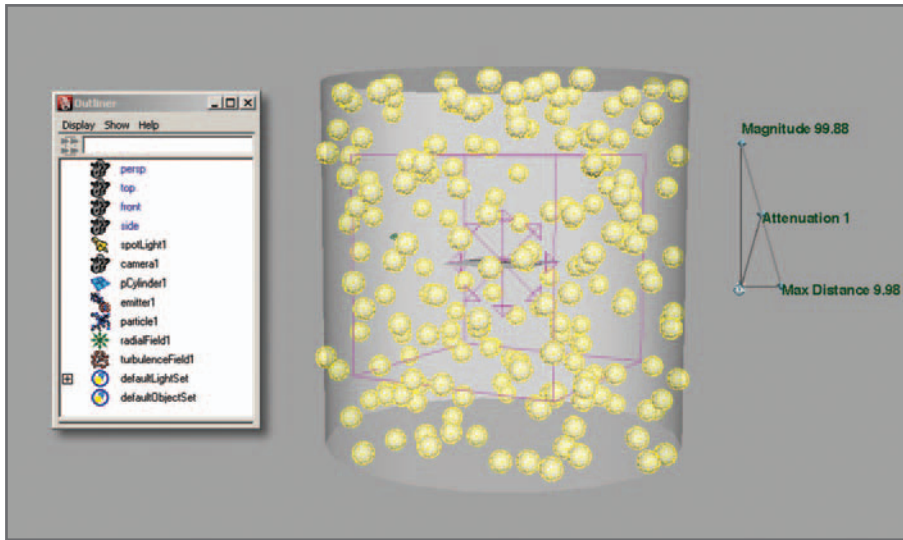 Outliner
Display Show Help
persp
top
front
side
spotLight1
camera1
pCylinder1
emitter1
particle1
radialField1
turbulenceField1
defaultLightSet
defaultObjectSet
Magnitude 99.88
Attenuation 1
Max Distance 9.98